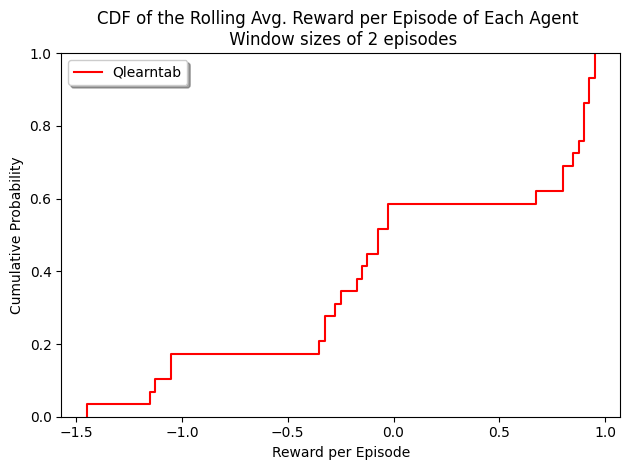 CDF of the Rolling Avg. Reward per Episode of Each Agent
Window sizes of 2 episodes
Qlearntab
1.0
0.8
0.6
0.4
0.2
0.0
Cumulative Probability
−1.5 −1.0 −0.5 0.0 0.5 1.0
Reward per Episode